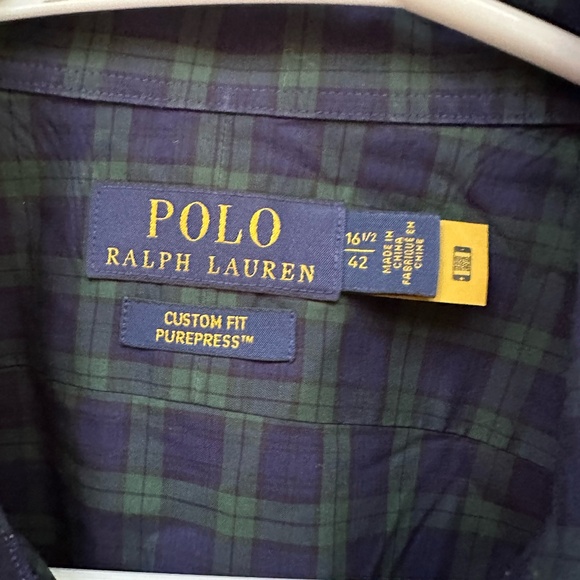 POLO
RALPH LAUREN
16 1/2
42
MADE IN
CHINA
FABRIQUÉ EN
CHINE
CUSTOM FIT
PUREPRESS™